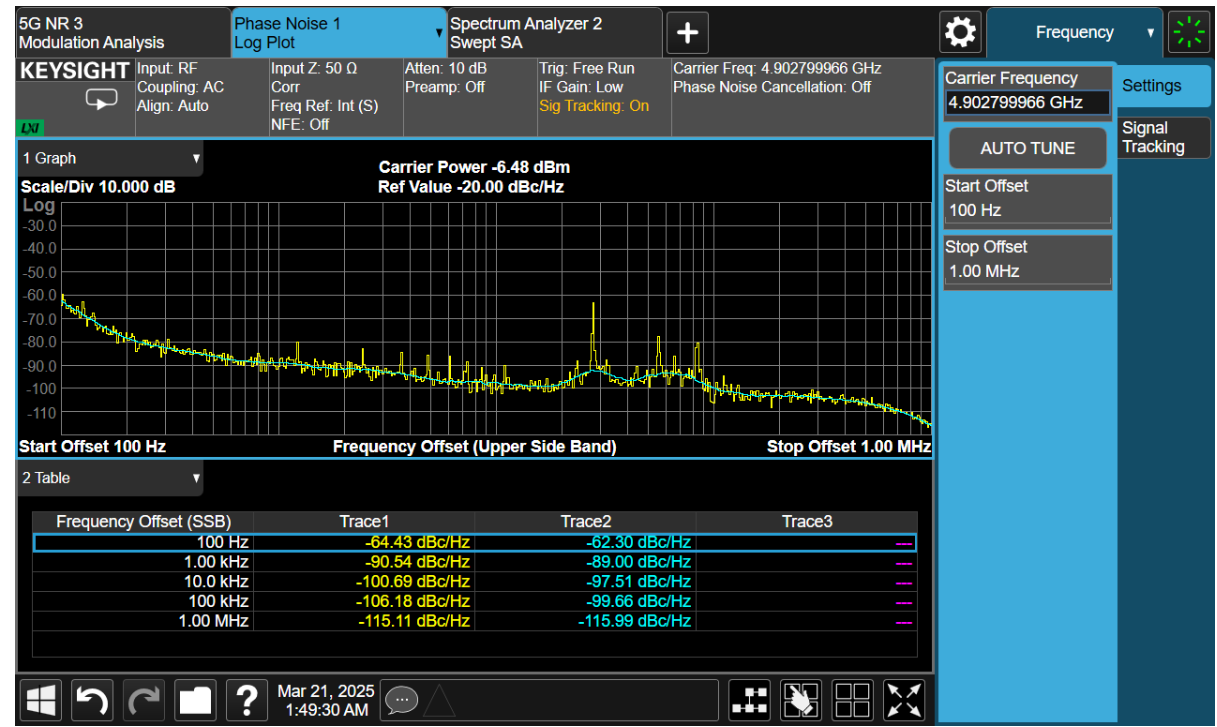 5G NR 3
Modulation Analysis
Phase Noise 1
Log Plot
Spectrum Analyzer 2
Swept SA
Frequency
KEYSIGHT
LXI
Input: RF
Coupling: AC
Align: Auto
Input Z: 50 Ω
Corr
Freq Ref: Int (S)
NFE: Off
Atten: 10 dB
Preamp: Off
Trig: Free Run
IF Gain: Low
Sig Tracking: On
Carrier Freq: 4.902799966 GHz
Phase Noise Cancellation: Off
Carrier Frequency
4.902799966 GHz
AUTO TUNE
Start Offset
100 Hz
Stop Offset
1.00 MHz
Settings
Signal
Tracking
1 Graph
Scale/Div 10.000 dB
Carrier Power -6.48 dBm
Ref Value -20.00 dBc/Hz
Log
-30.0
-40.0
-50.0
-60.0
-70.0
-80.0
-90.0
-100
-110
Start Offset 100 Hz Frequency Offset (Upper Side Band) Stop Offset 1.00 MHz
2 Table
Frequency Offset (SSB) Trace1 Trace2 Trace3
100 Hz -64.43 dBc/Hz -62.30 dBc/Hz ---
1.00 kHz -90.54 dBc/Hz -89.00 dBc/Hz ---
10.0 kHz -100.69 dBc/Hz -97.51 dBc/Hz ---
100 kHz -106.18 dBc/Hz -99.66 dBc/Hz ---
1.00 MHz -115.11 dBc/Hz -115.99 dBc/Hz ---
?
Mar 21, 2025
1:49:30 AM